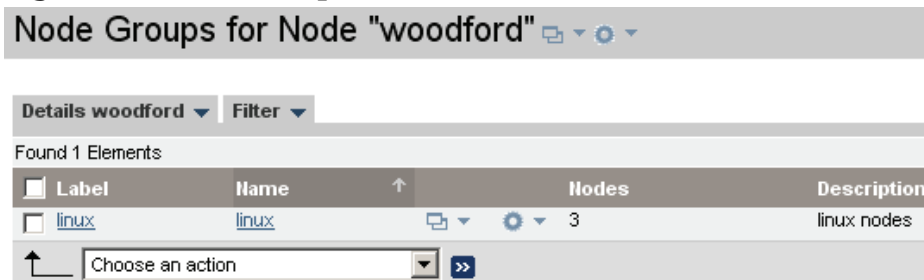 Node Groups for Node "woodford"
Details woodford Filter
Found 1 Elements
Label Name Nodes Description
linux linux 3 linux nodes
Choose an action